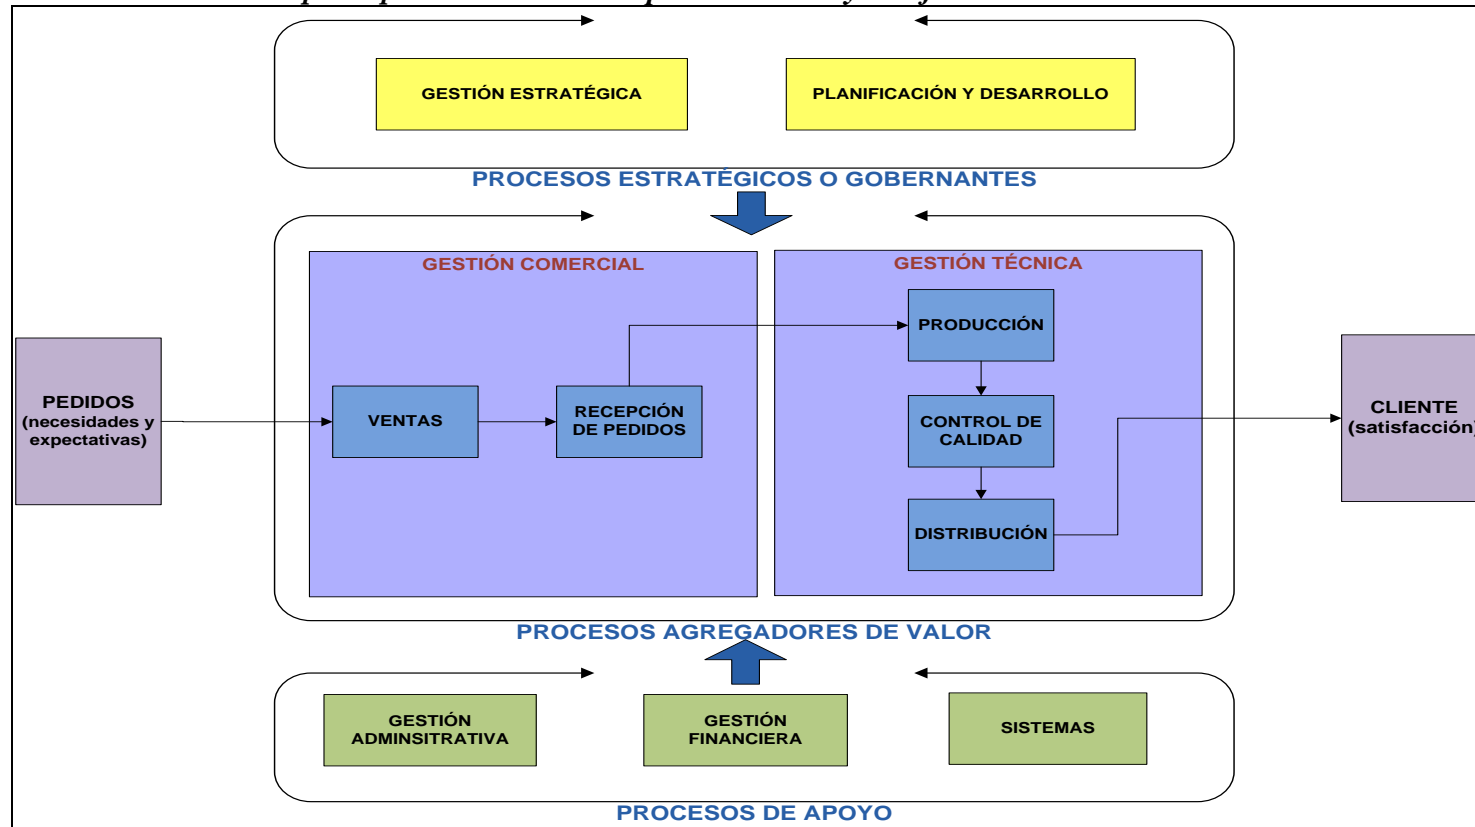 GESTIÓN ESTRATÉGICA
PLANIFICACIÓN Y DESARROLLO
PROCESOS ESTRATÉGICOS O GOBERNANTES
GESTIÓN COMERCIAL
GESTIÓN TÉCNICA
PEDIDOS
(necesidades y
expectativas)
VENTAS
RECEPCIÓN
DE PEDIDOS
PRODUCCIÓN
CONTROL DE
CALIDAD
DISTRIBUCIÓN
CLIENTE
(satisfacción)
PROCESOS AGREGADORES DE VALOR
GESTIÓN
ADMINSITRATIVA
GESTIÓN
FINANCIERA
SISTEMAS
PROCESOS DE APOYO